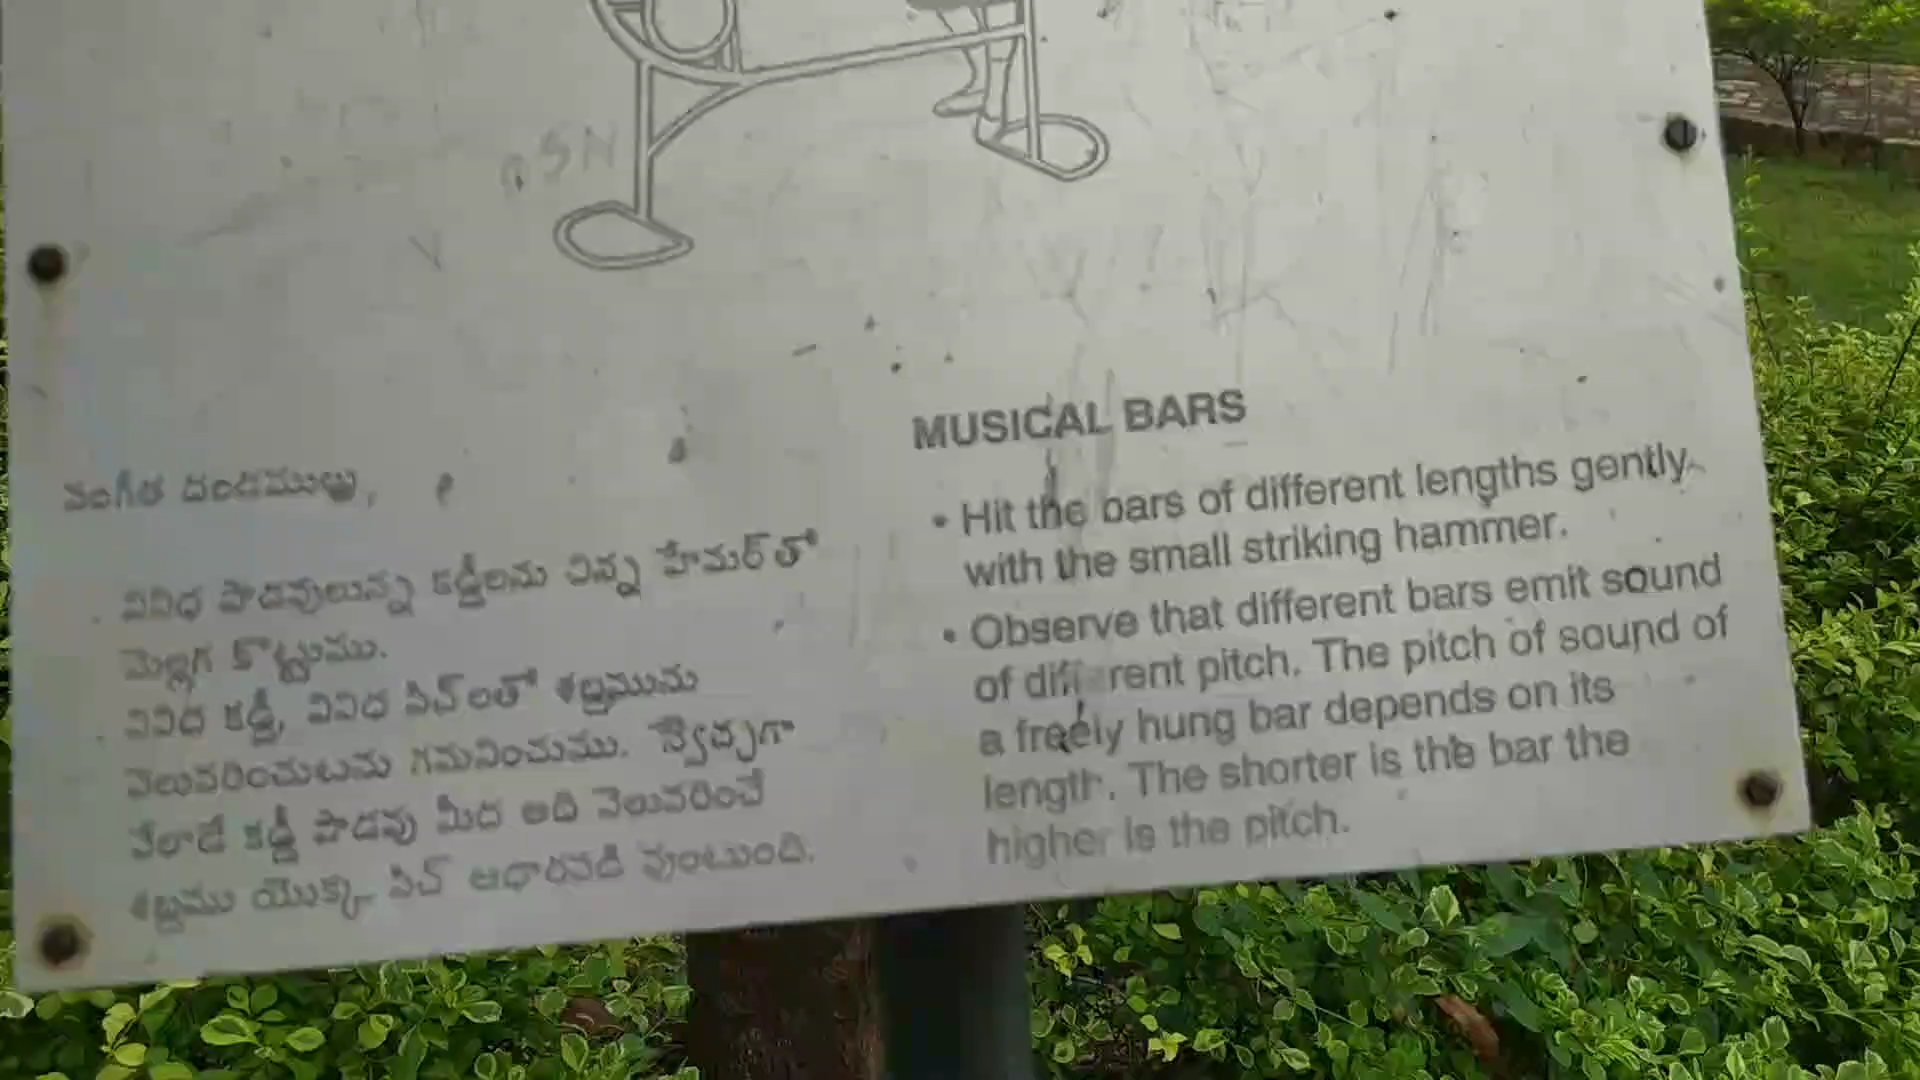 సంగీత దండములు,
వివిధ పొడవులున్న కడ్డీలను చిన్న హేమర్ తో
మెల్లగ కొట్టుము.
వివిధ కడ్డీ, వివిధ పిచ్ లతో శబ్దమును
వెలువరించుటను గమనించుము. స్వేచ్ఛగా
వేలాడే కడ్డీ పొడవు మీద అది వెలువరించే
శబ్దము యొక్క పిచ్ ఆధారపడి వుంటుంది.
MUSICAL BARS
• Hit the bars of different lengths gently
with the small striking hammer.
• Observe that different bars emit sound
of different pitch. The pitch of sound of
a freely hung bar depends on its
length. The shorter is the bar the
higher is the pitch.